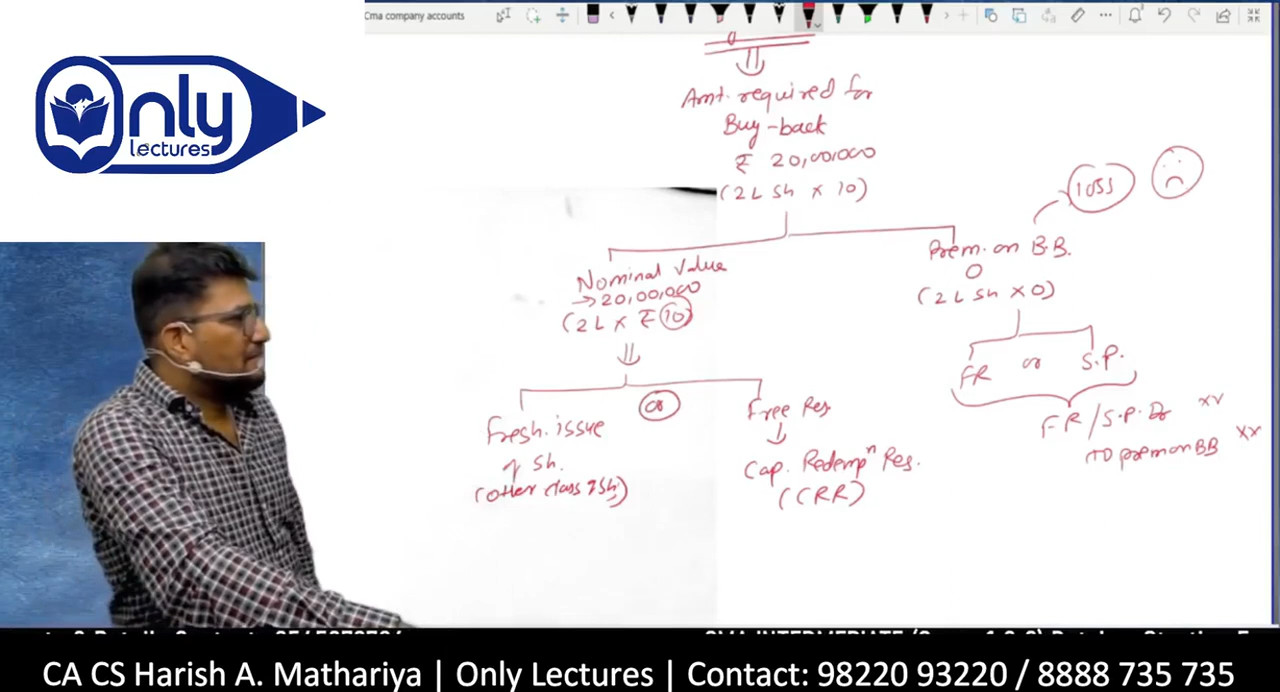 Cma company accounts
Only
Lectures
Amt. required for
Buy-back
₹ 20,00,000
(2L sh x 10)
loss
Nominal Value
→ 20,00,000
(2L x ₹ 10)
Prem. on B.B.
0
(2L sh x 0)
FR or S.P.
FR/S.P. Dr xx
To prem on BB xx
Fresh issue
of sh.
(other class of sh.)
or
Free Res
Cap. Redempⁿ Res.
(CRR)
CA CS Harish A. Mathariya | Only Lectures | Contact: 98220 93220 / 8888 735 735